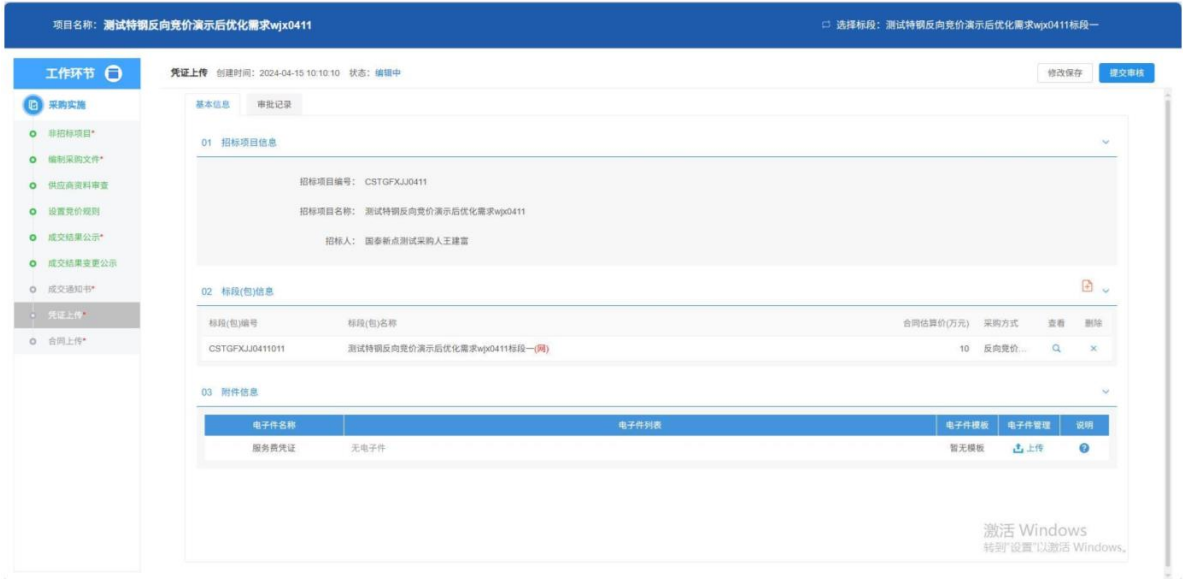 项目名称：测试特钢反向竞价演示后优化需求wjx0411
选择标段：测试特钢反向竞价演示后优化需求wjx0411标段一
工作环节
凭证上传 创建时间：2024-04-15 10:10:10 状态：编辑中
修改保存 提交审核
采购实施
非招标项目*
编制采购文件*
供应商资料审查
设置竞价规则
成交结果公示*
成交结果变更公示
成交通知书*
凭证上传*
合同上传*
基本信息 审批记录
01 招标项目信息
招标项目编号： CSTGFXJJ0411
招标项目名称： 测试特钢反向竞价演示后优化需求wjx0411
招标人： 国泰新点测试采购人王建富
02 标段(包)信息
标段(包)编号 标段(包)名称 合同估算价(万元) 采购方式 查看 删除
CSTGFXJJ0411011 测试特钢反向竞价演示后优化需求wjx0411标段一(网) 10 反向竞价...
03 附件信息
电子件名称 电子件列表 电子件模板 电子件管理 说明
服务费凭证 无电子件 暂无模板 上传
激活 Windows
转到"设置"以激活 Windows。